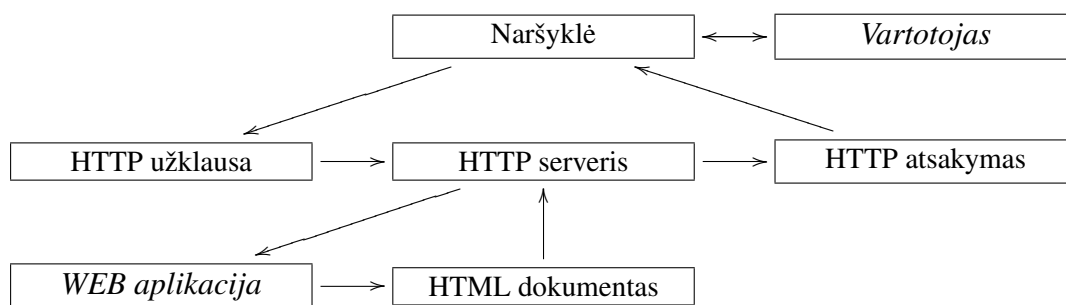 Naršyklė
Vartotojas
HTTP užklausa
HTTP serveris
HTTP atsakymas
WEB aplikacija
HTML dokumentas